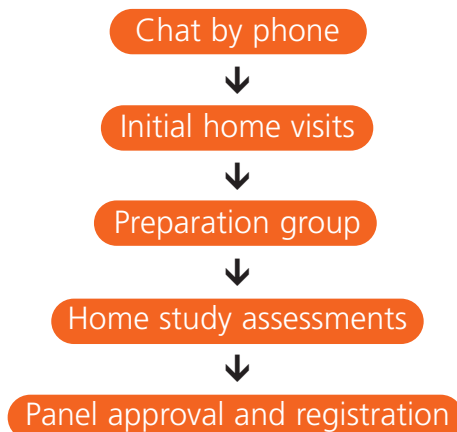 Chat by phone
Initial home visits
Preparation group
Home study assessments
Panel approval and registration